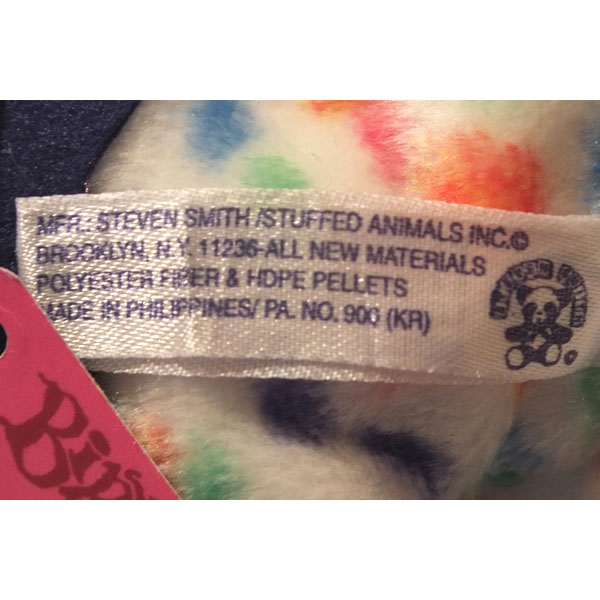 MFR.: STEVEN SMITH/STUFFED ANIMALS INC.©
BROOKLYN, N.Y. 11236-ALL NEW MATERIALS
POLYESTER FIBER & HDPE PELLETS
MADE IN PHILIPPINES/ PA. NO. 900 (KR)